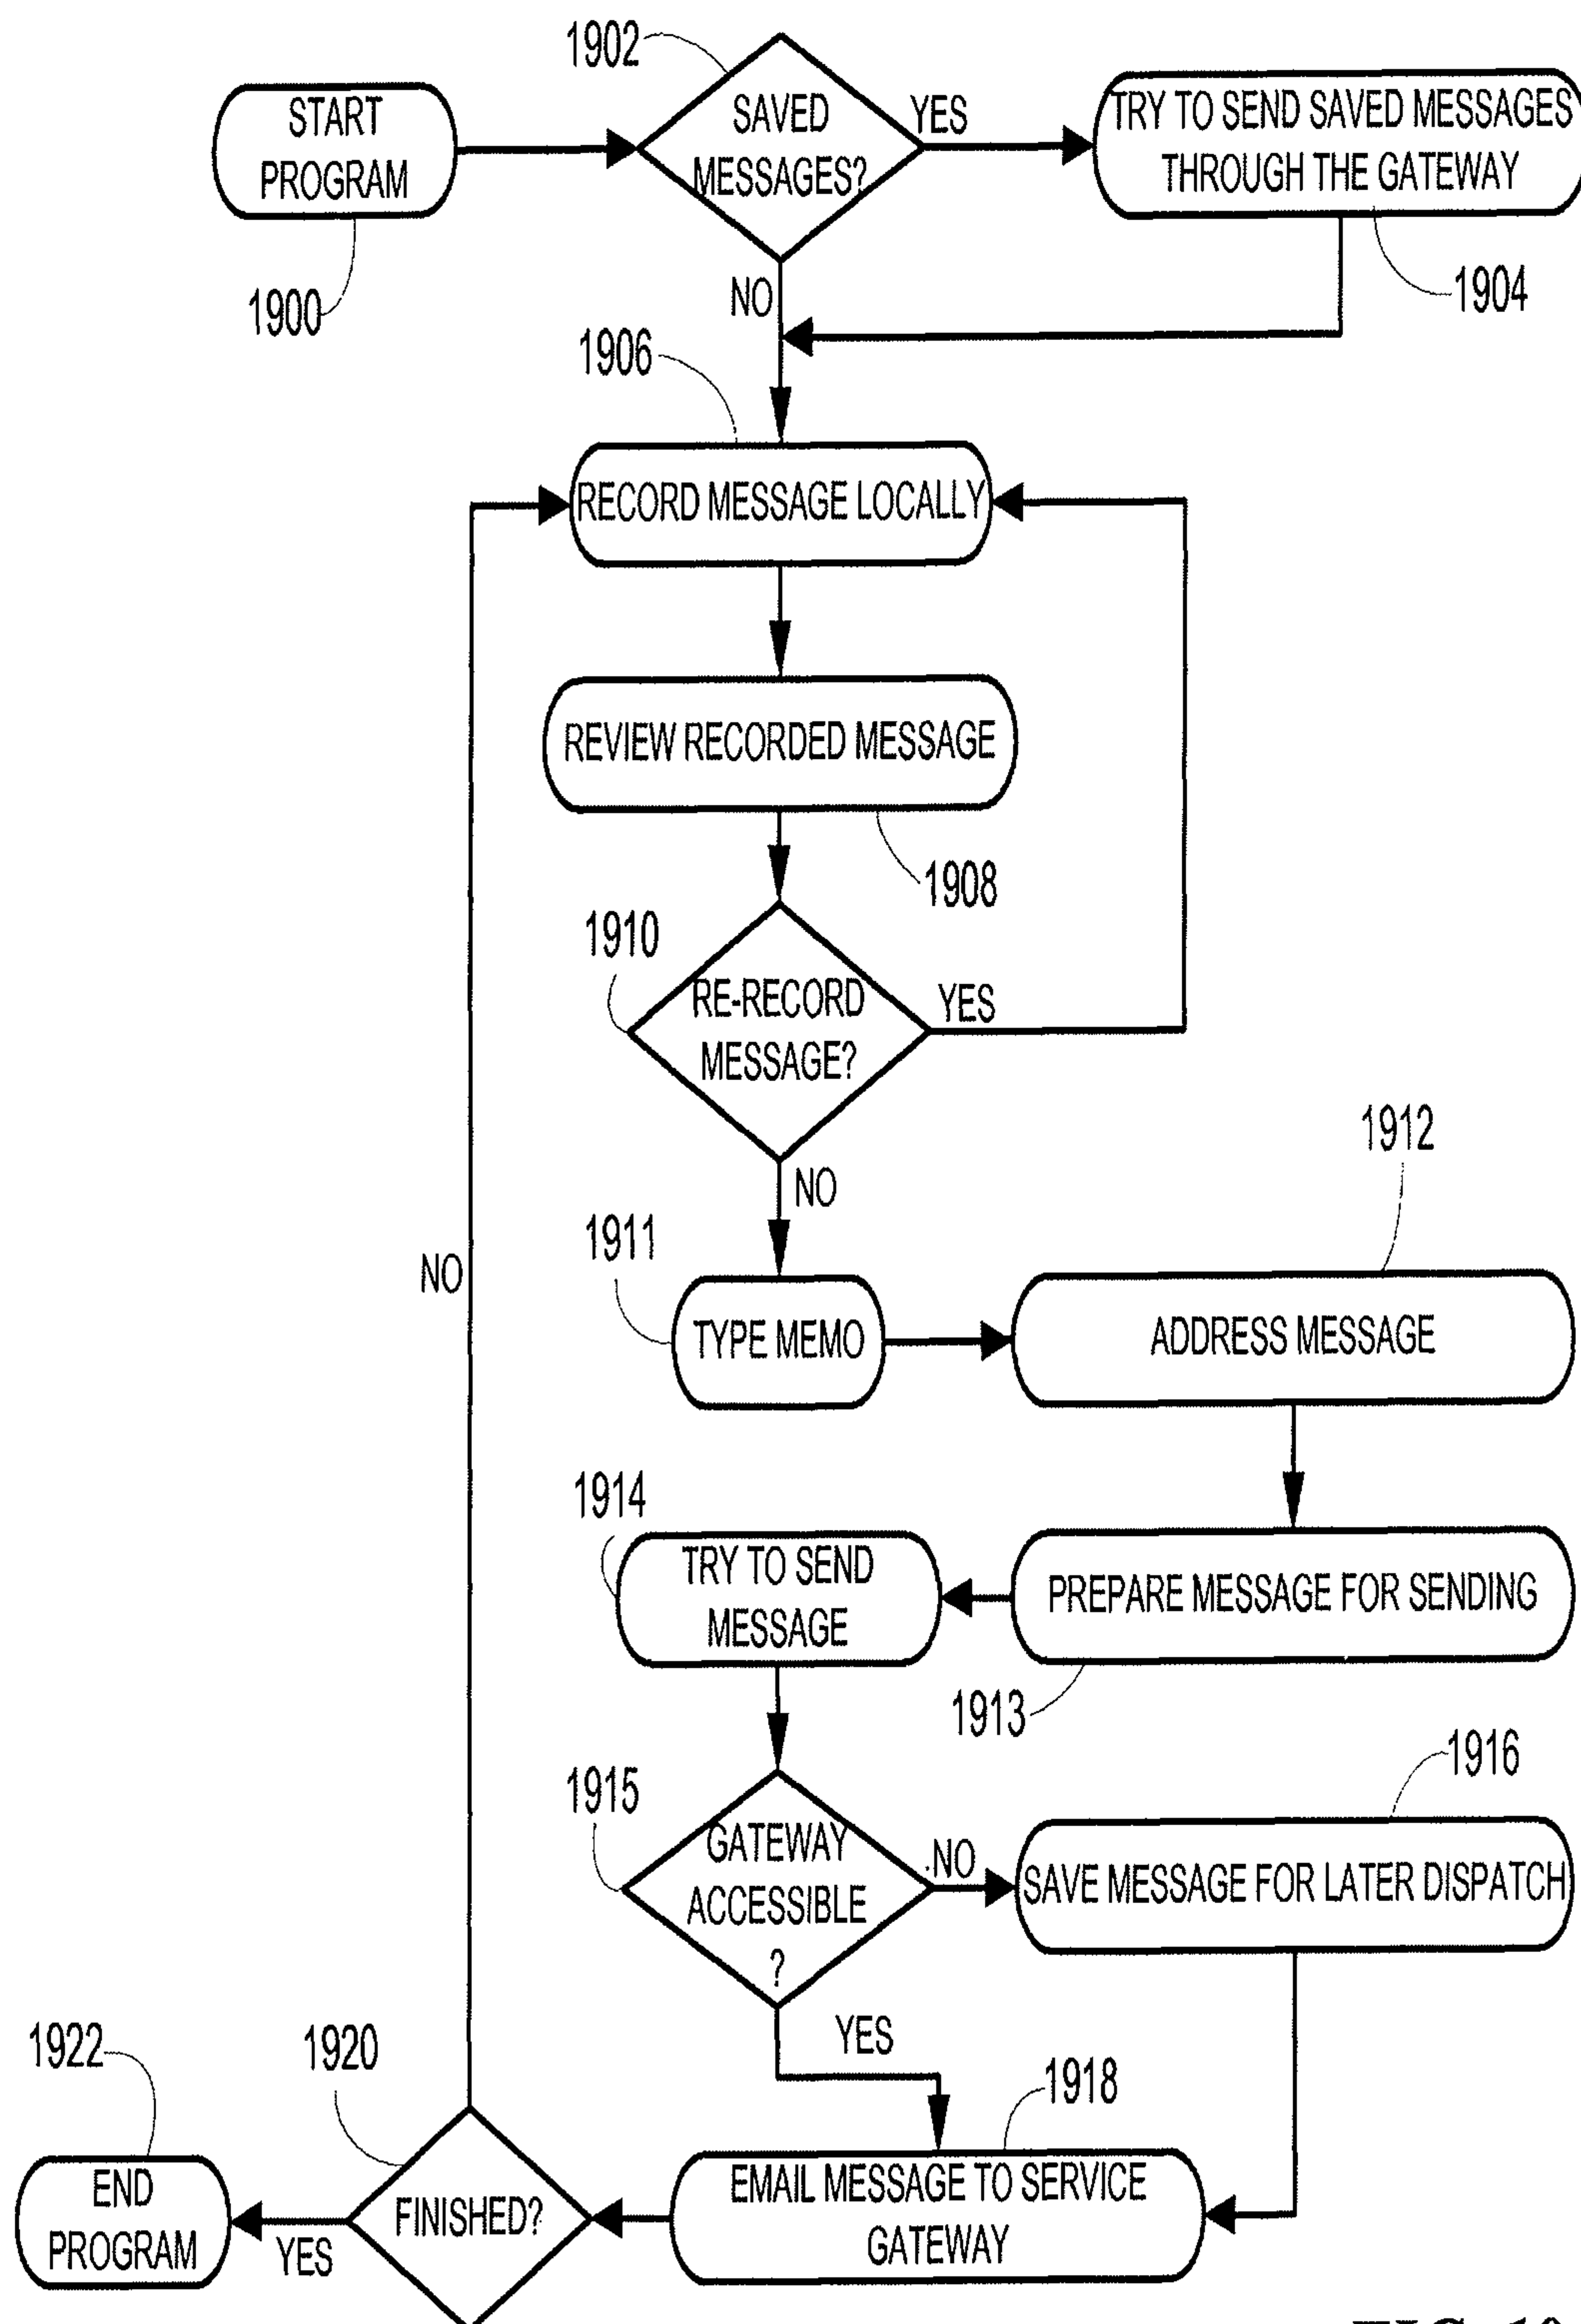 1902
START
PROGRAM
1900
SAVED
MESSAGES?
YES
TRY TO SEND SAVED MESSAGES
THROUGH THE GATEWAY
1904
NO
1906
RECORD MESSAGE LOCALLY
REVIEW RECORDED MESSAGE
1908
1910
RE-RECORD
MESSAGE?
YES
NO
1911
TYPE MEMO
1912
ADDRESS MESSAGE
NO
1914
TRY TO SEND
MESSAGE
PREPARE MESSAGE FOR SENDING
1913
1915
GATEWAY
ACCESSIBLE
?
NO
1916
SAVE MESSAGE FOR LATER DISPATCH
YES
1918
EMAIL MESSAGE TO SERVICE
GATEWAY
1920
FINISHED?
YES
1922
END
PROGRAM